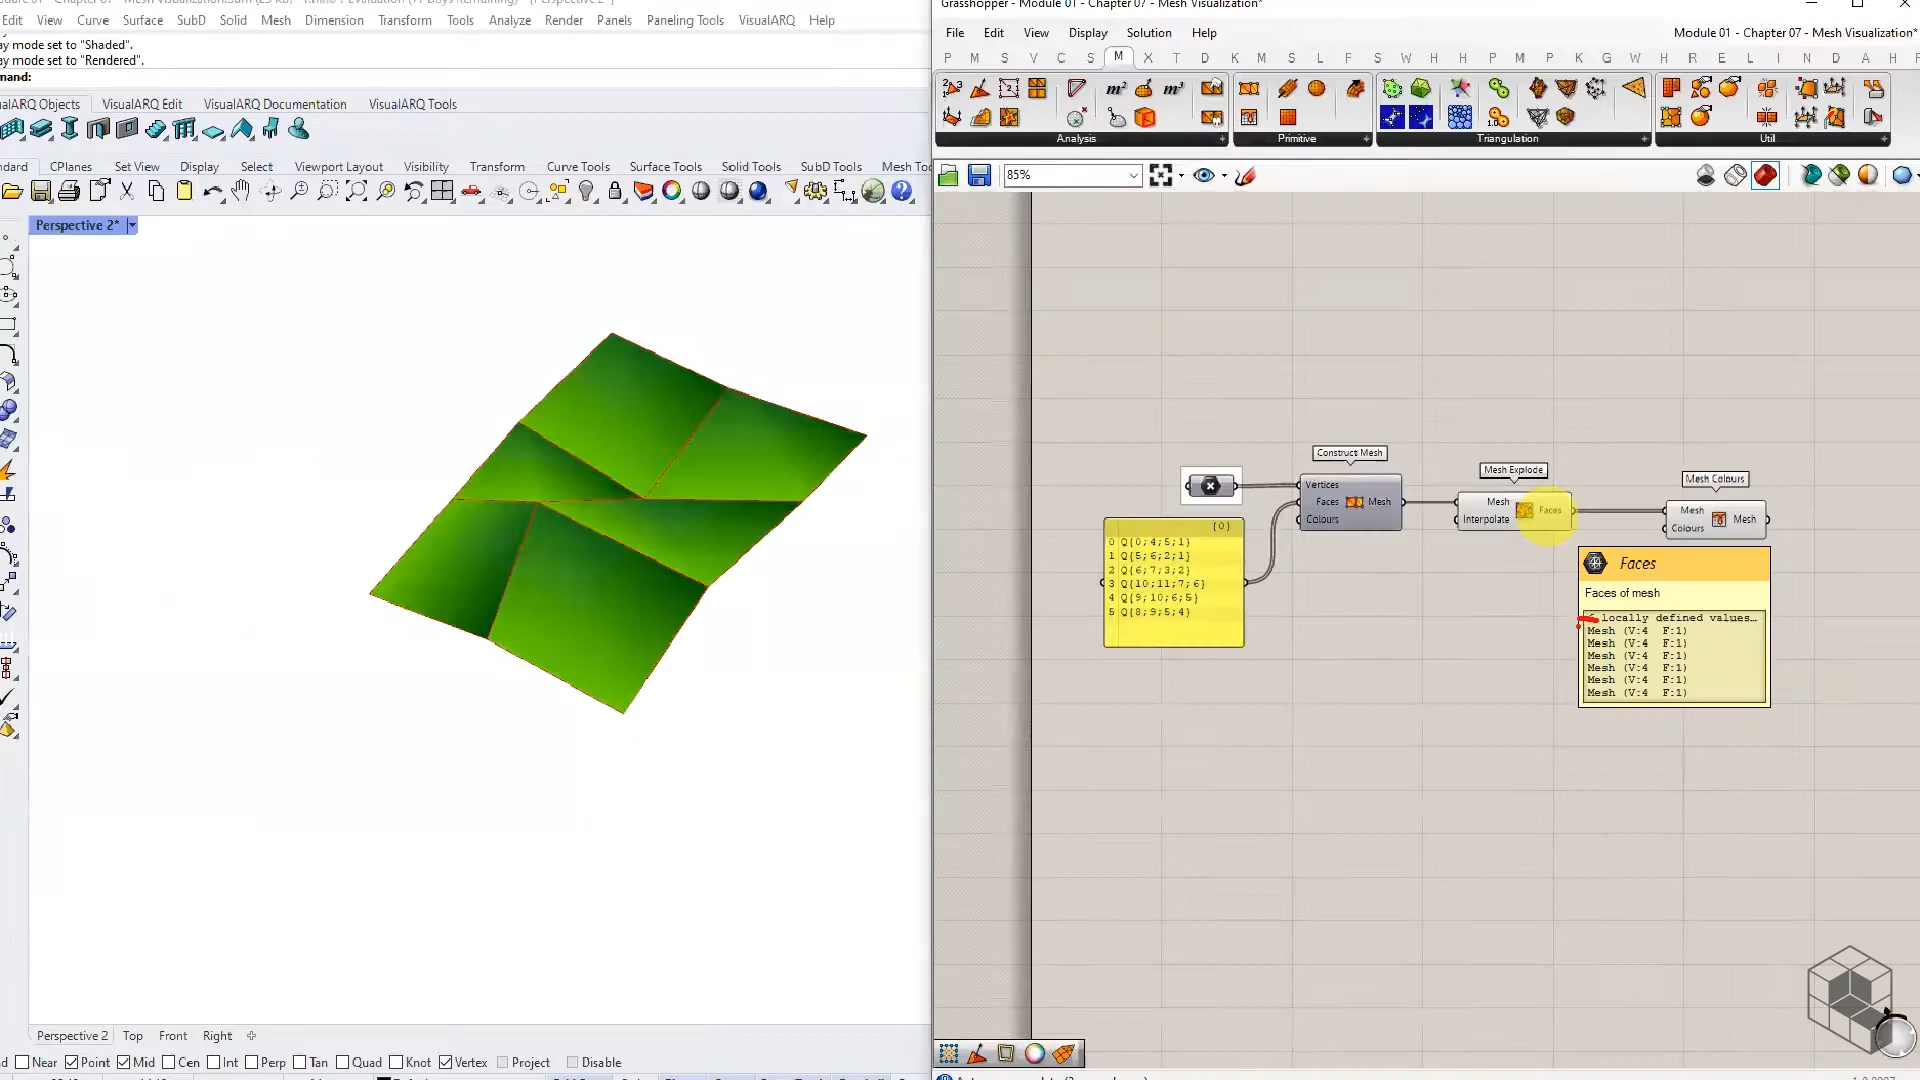 Grasshopper - Module 01 - Chapter 07 - Mesh Visualization*
Edit View Curve Surface SubD Solid Mesh Dimension Transform Tools Analyze Render Panels Paneling Tools VisualARQ Help
ay mode set to "Shaded".
ay mode set to "Rendered".
mand:
alARQ Objects VisualARQ Edit VisualARQ Documentation VisualARQ Tools
ndard CPlanes Set View Display Select Viewport Layout Visibility Transform Curve Tools Surface Tools Solid Tools SubD Tools Mesh Too
Perspective 2*
File Edit View Display Solution Help
Module 01 - Chapter 07 - Mesh Visualization*
P M S V C S M X T D K M S L F S W H H P M P K G W H R E L I N D A H
Analysis
Primitive
Triangulation
Util
85%
Construct Mesh
Vertices
Faces
Colours
Mesh
Mesh Explode
Mesh
Interpolate
Faces
Mesh Colours
Mesh
Colours
Mesh
{0}
0 Q{0;4;5;1}
1 Q{5;6;2;1}
2 Q{6;7;3;2}
3 Q{10;11;7;6}
4 Q{9;10;6;5}
5 Q{8;9;5;4}
Faces
Faces of mesh
locally defined values…
Mesh (V:4 F:1)
Mesh (V:4 F:1)
Mesh (V:4 F:1)
Mesh (V:4 F:1)
Mesh (V:4 F:1)
Mesh (V:4 F:1)
Perspective 2 Top Front Right
d Near Point Mid Cen Int Perp Tan Quad Knot Vertex Project Disable